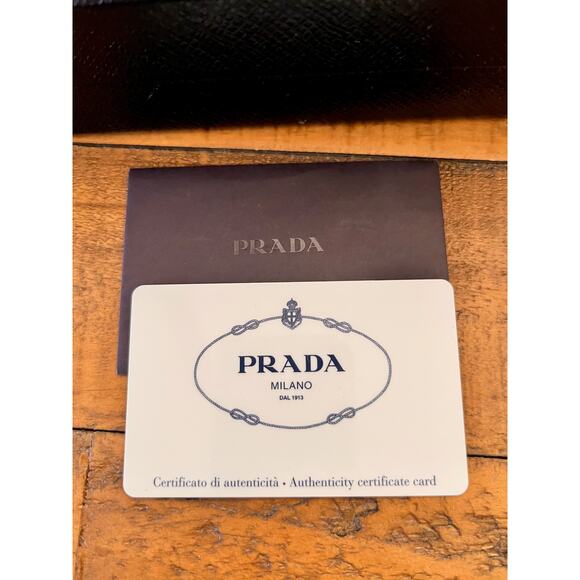 PRADA
PRADA
MILANO
DAL 1913
Certificato di autenticità • Authenticity certificate card